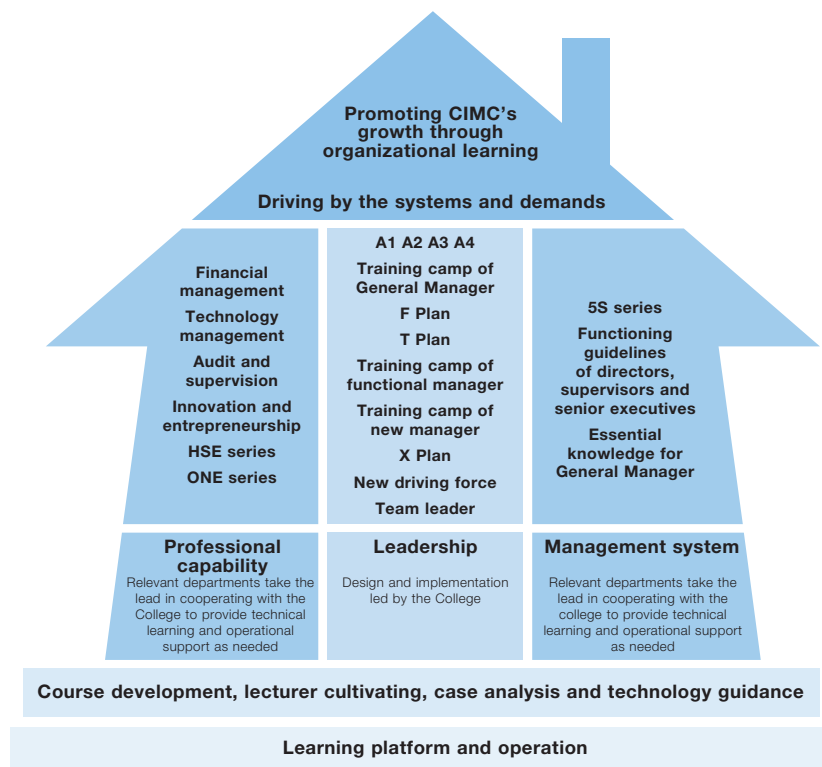 Promoting CIMC's
growth through
organizational learning
Driving by the systems and demands
Financial
management
Technology
management
Audit and
supervision
Innovation and
entrepreneurship
HSE series
ONE series
A1 A2 A3 A4
Training camp of
General Manager
F Plan
T Plan
Training camp of
functional manager
Training camp of
new manager
X Plan
New driving force
Team leader
5S series
Functioning
guidelines
of directors,
supervisors and
senior executives
Essential
knowledge for
General Manager
Professional
capability
Relevant departments take the
lead in cooperating with the
College to provide technical
learning and operational
support as needed
Leadership
Design and implementation
led by the College
Management system
Relevant departments take the
lead in cooperating with the
college to provide technical
learning and operational support
as needed
Course development, lecturer cultivating, case analysis and technology guidance
Learning platform and operation